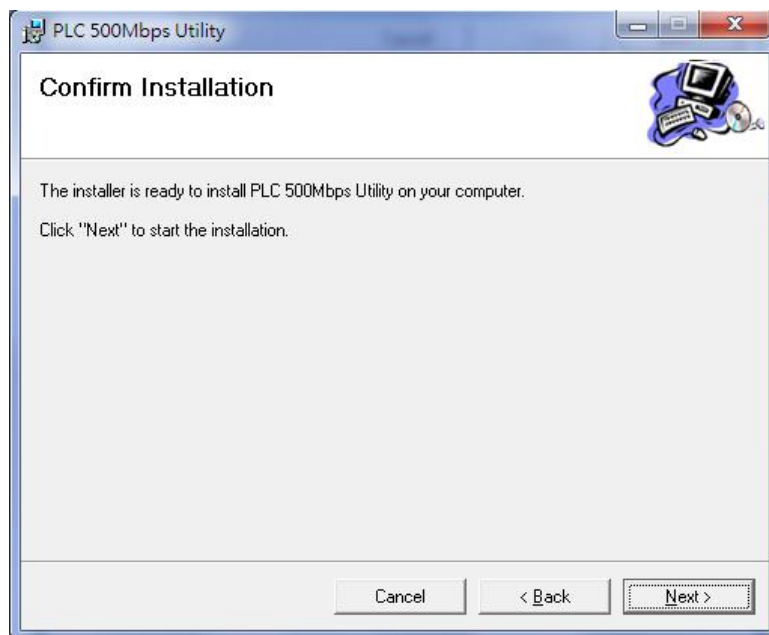 PLC 500Mbps Utility
Confirm Installation
The installer is ready to install PLC 500Mbps Utility on your computer.
Click "Next" to start the installation.
Cancel
< Back
Next >